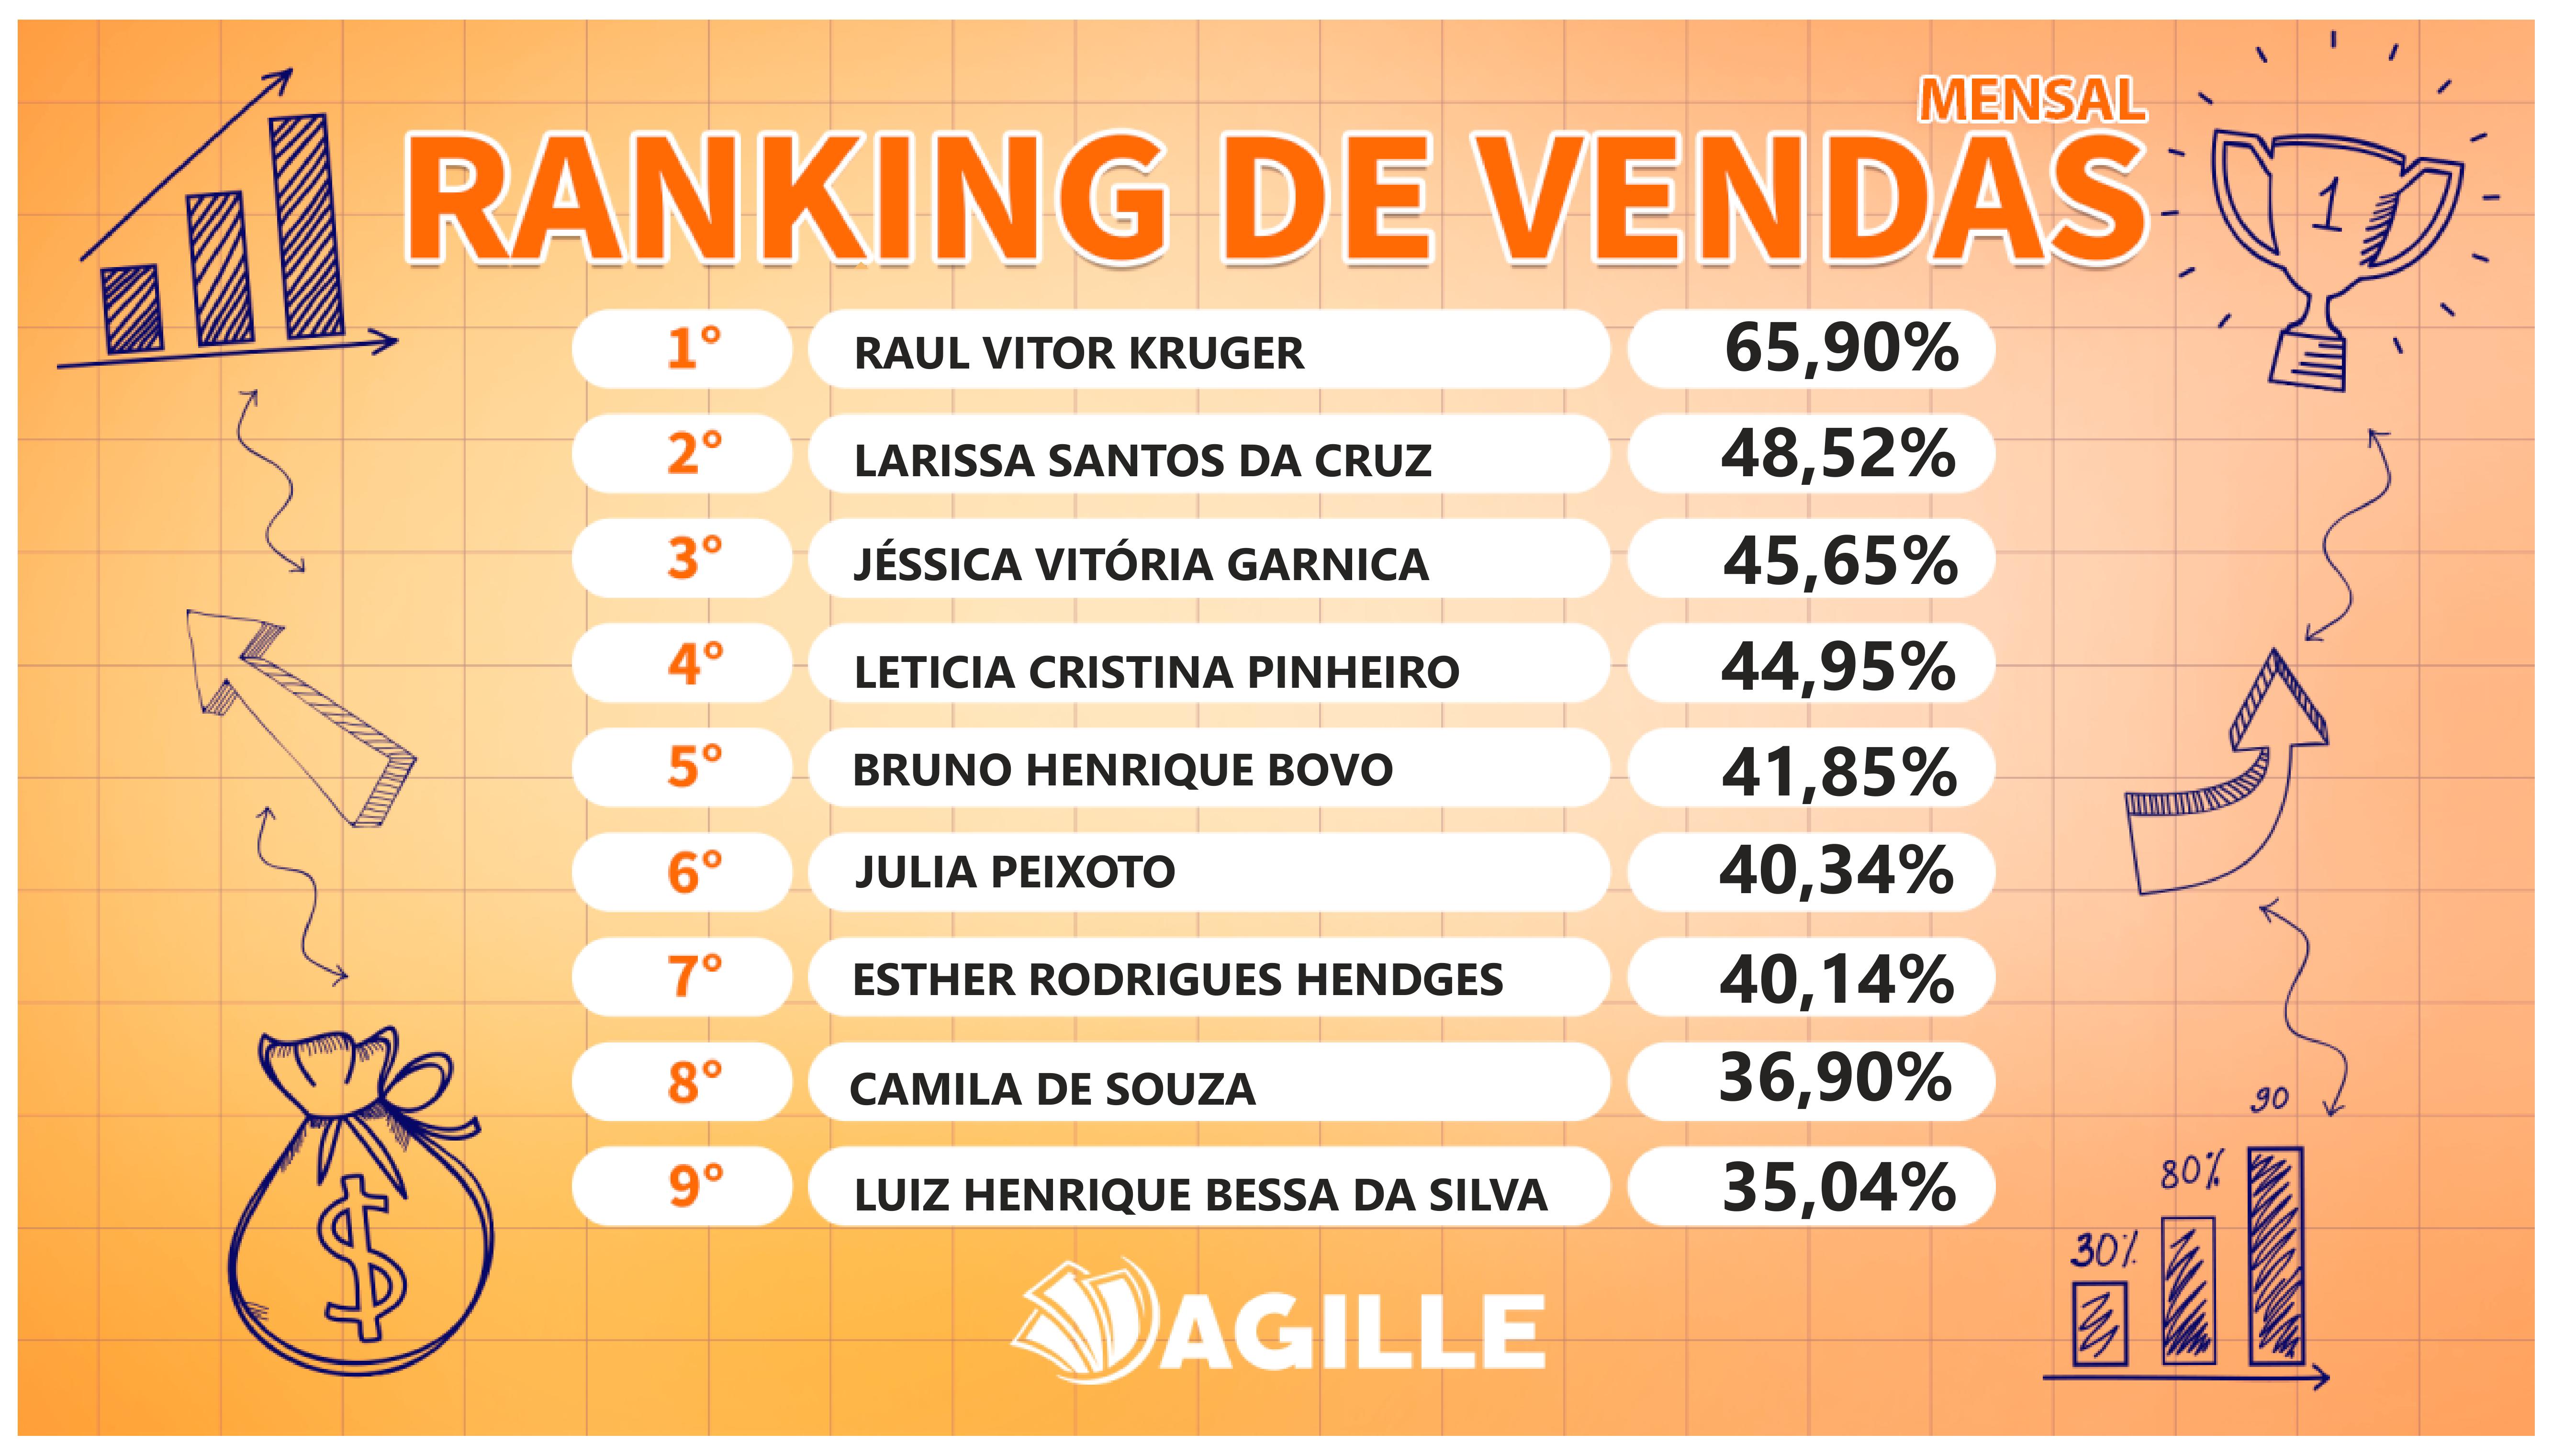 MENSAL
RANKING DE VENDAS
1
1° RAUL VITOR KRUGER 65,90%
2° LARISSA SANTOS DA CRUZ 48,52%
3° JÉSSICA VITÓRIA GARNICA 45,65%
4° LETICIA CRISTINA PINHEIRO 44,95%
5° BRUNO HENRIQUE BOVO 41,85%
6° JULIA PEIXOTO 40,34%
7° ESTHER RODRIGUES HENDGES 40,14%
8° CAMILA DE SOUZA 36,90%
9° LUIZ HENRIQUE BESSA DA SILVA 35,04%
90
80%
30%
$
AGILLE